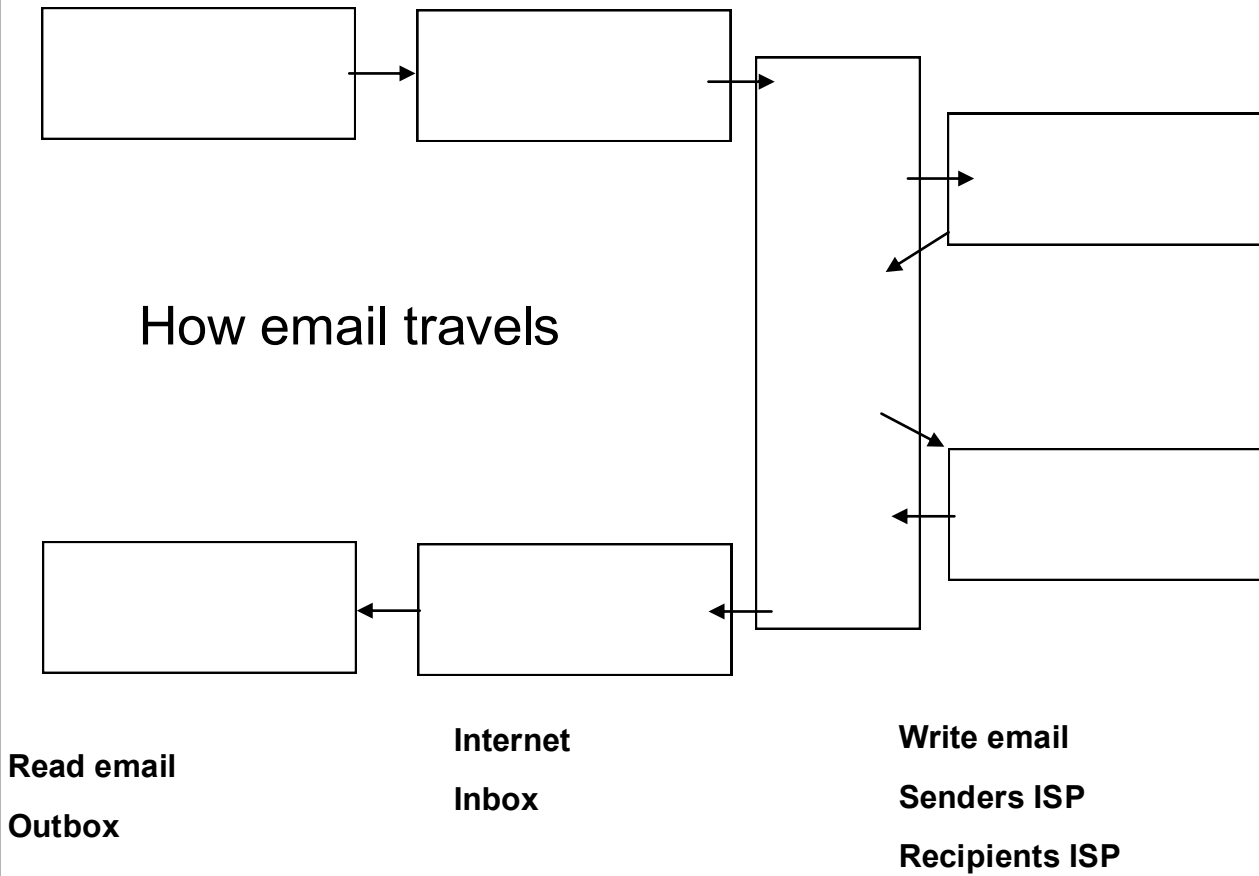 How email travels
Read email
Outbox
Internet
Inbox
Write email
Senders ISP
Recipients ISP